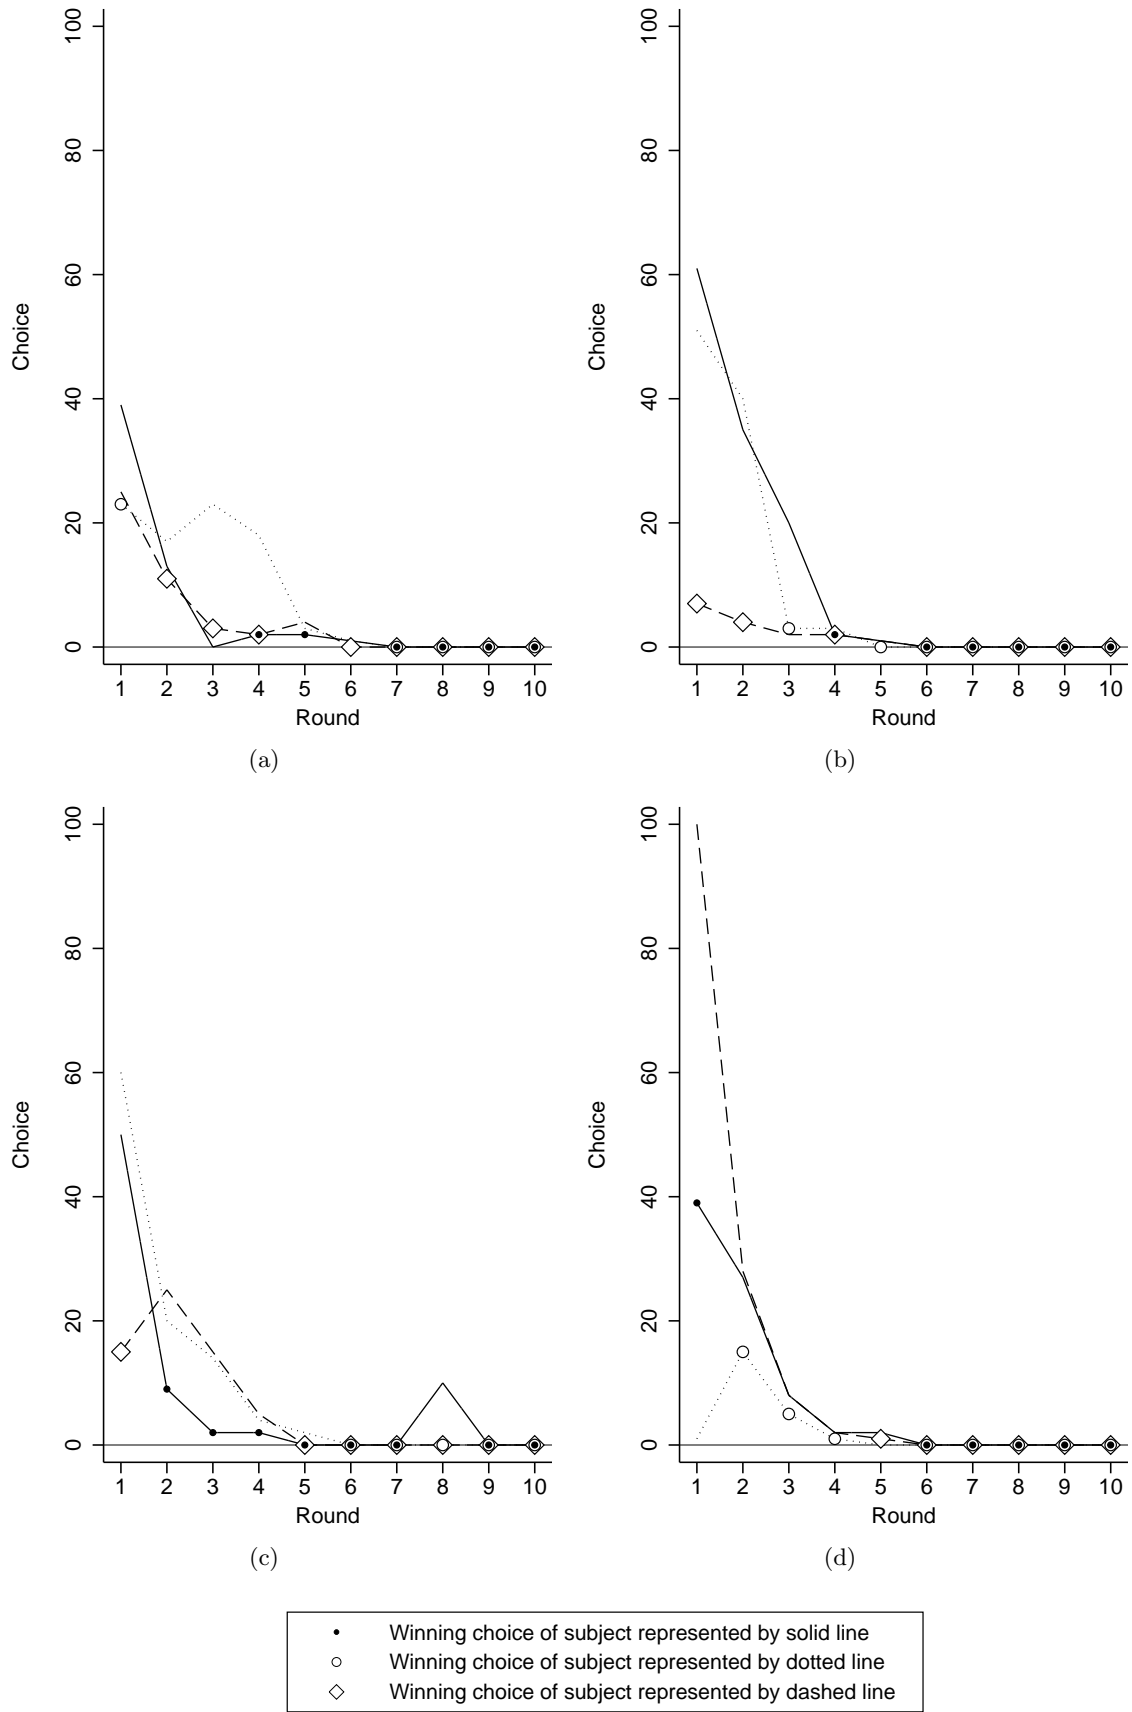 100
80
60
40
20
0
Choice
1 2 3 4 5 6 7 8 9 10
Round
(a)
100
80
60
40
20
0
Choice
1 2 3 4 5 6 7 8 9 10
Round
(b)
100
80
60
40
20
0
Choice
1 2 3 4 5 6 7 8 9 10
Round
(c)
100
80
60
40
20
0
Choice
1 2 3 4 5 6 7 8 9 10
Round
(d)
Winning choice of subject represented by solid line
Winning choice of subject represented by dotted line
Winning choice of subject represented by dashed line